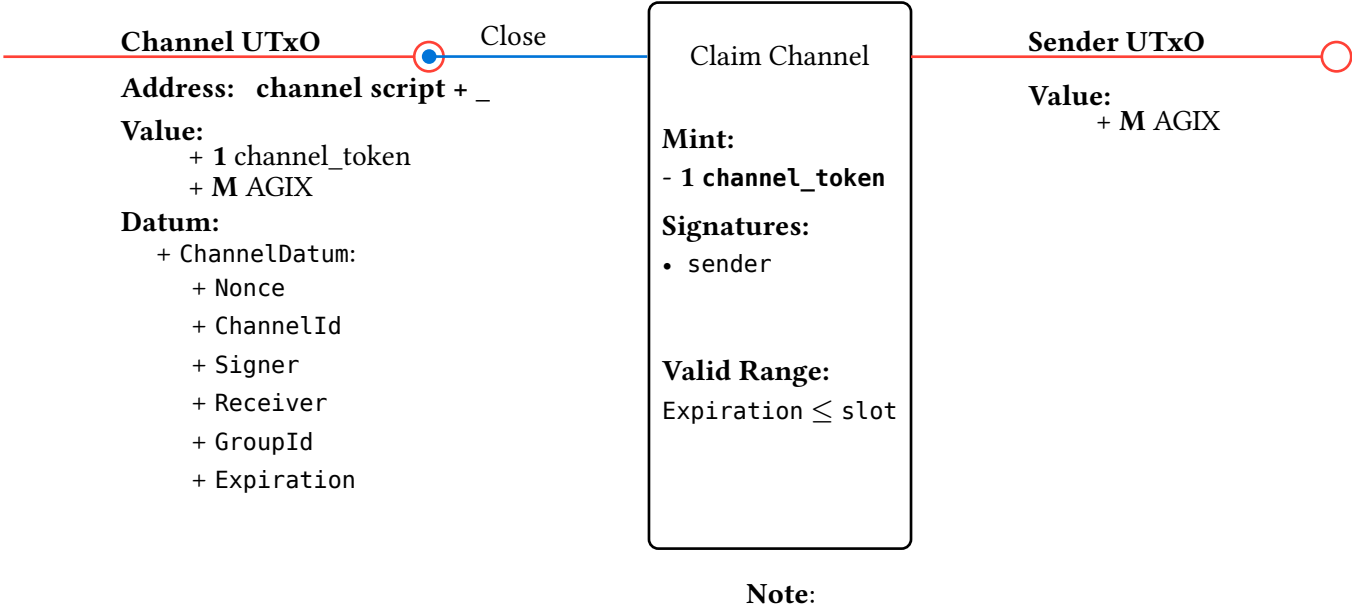 Channel UTxO
Close
Address: channel script + _
Value:
+ 1 channel_token
+ M AGIX
Datum:
+ ChannelDatum:
+ Nonce
+ ChannelId
+ Signer
+ Receiver
+ GroupId
+ Expiration
Claim Channel
Mint:
- 1 channel_token
Signatures:
• sender
Valid Range:
Expiration ≤ slot
Sender UTxO
Value:
+ M AGIX
Note: